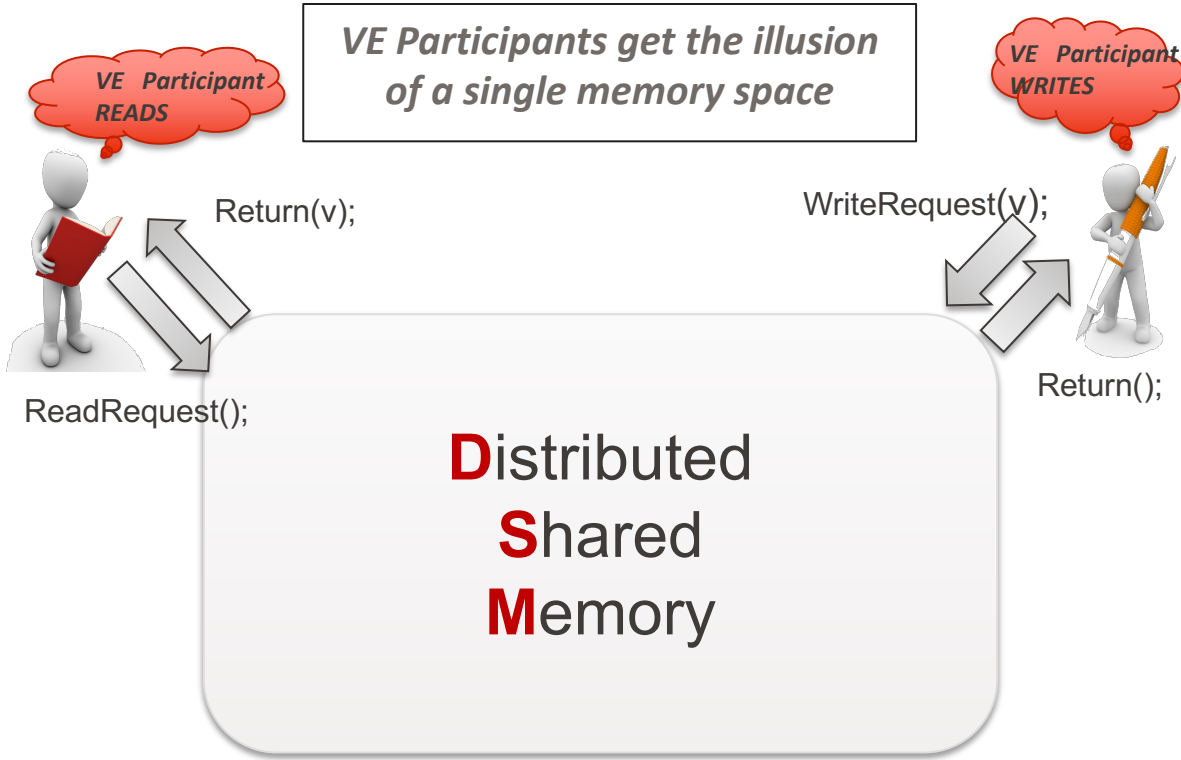 VE Participants get the illusion
of a single memory space
VE Participant
READS
VE Participant
WRITES
Return(v);
WriteRequest(v);
ReadRequest();
Return();
Distributed
Shared
Memory